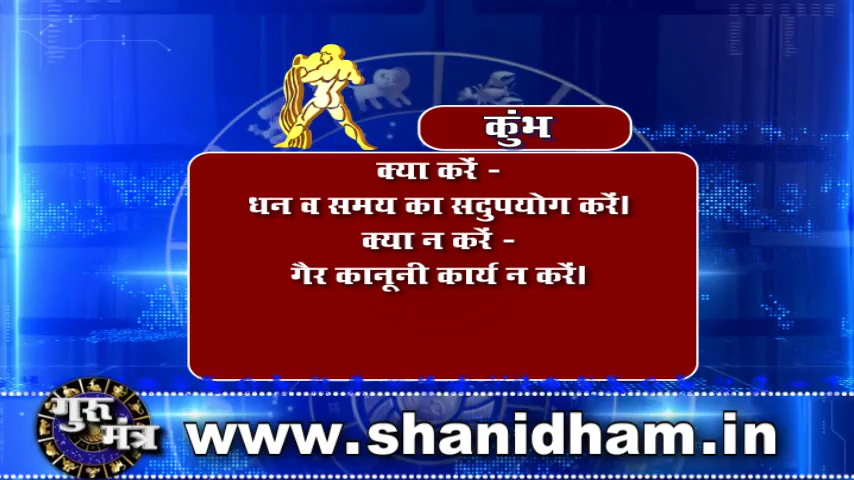 कुंभ
क्या करें -
धन व समय का सदुपयोग करें।
क्या न करें -
गैर कानूनी कार्य न करें।
गुरु मंत्र
www.shanidham.in